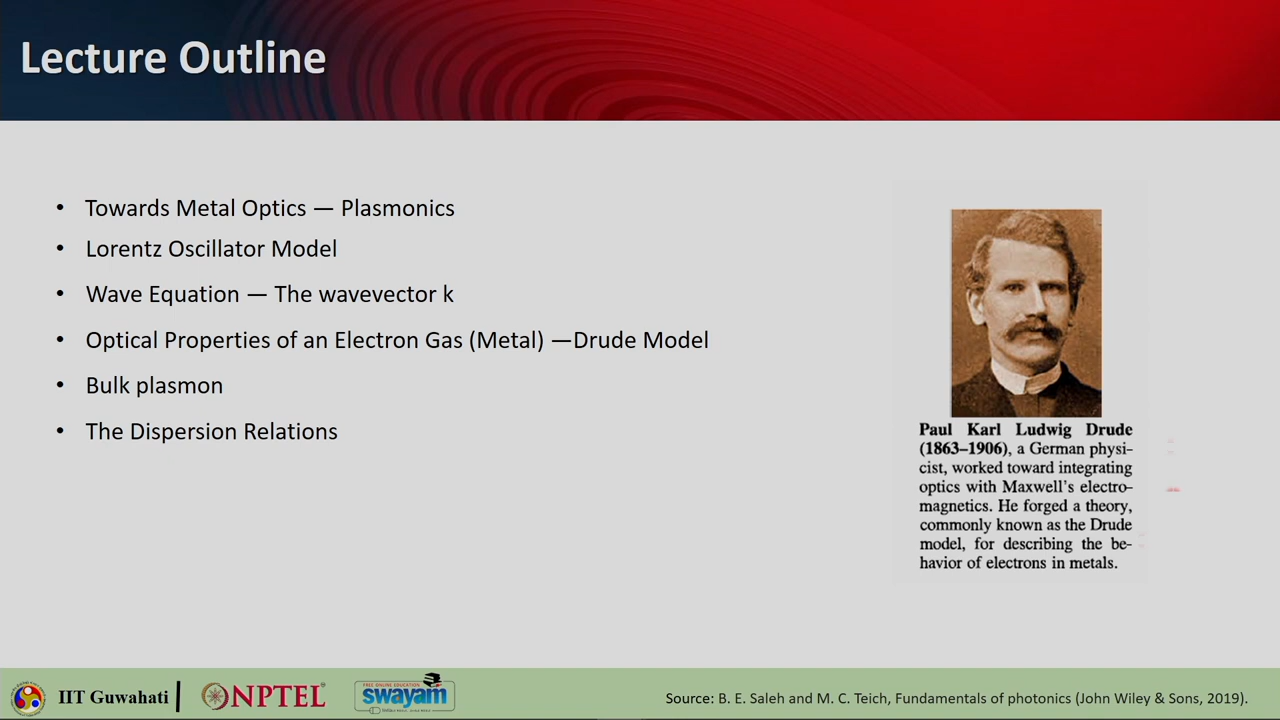 Lecture Outline
• Towards Metal Optics — Plasmonics
• Lorentz Oscillator Model
• Wave Equation — The wavevector k
• Optical Properties of an Electron Gas (Metal) —Drude Model
• Bulk plasmon
• The Dispersion Relations
Paul Karl Ludwig Drude
(1863–1906), a German physi-
cist, worked toward integrating
optics with Maxwell's electro-
magnetics. He forged a theory,
commonly known as the Drude
model, for describing the be-
havior of electrons in metals.
IIT Guwahati
NPTEL
FREE ONLINE EDUCATION
swayam
Source: B. E. Saleh and M. C. Teich, Fundamentals of photonics (John Wiley & Sons, 2019).